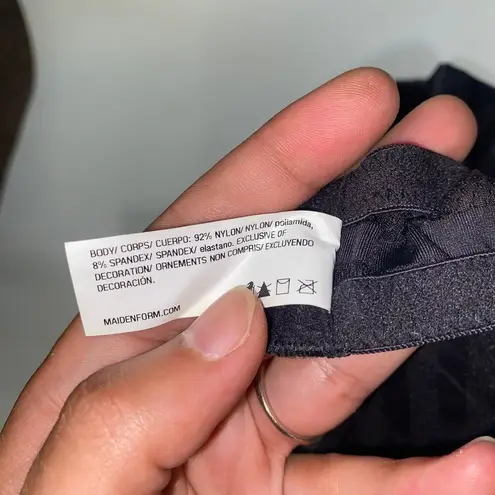 BODY/ CORPS/ CUERPO: 92% NYLON/ NYLON/ poliamida,
8% SPANDEX/ SPANDEX/ elastano. EXCLUSIVE OF
DECORATION/ ORNEMENTS NON COMPRIS/ EXCLUYENDO
DECORACIÓN.
MAIDENFORM.COM